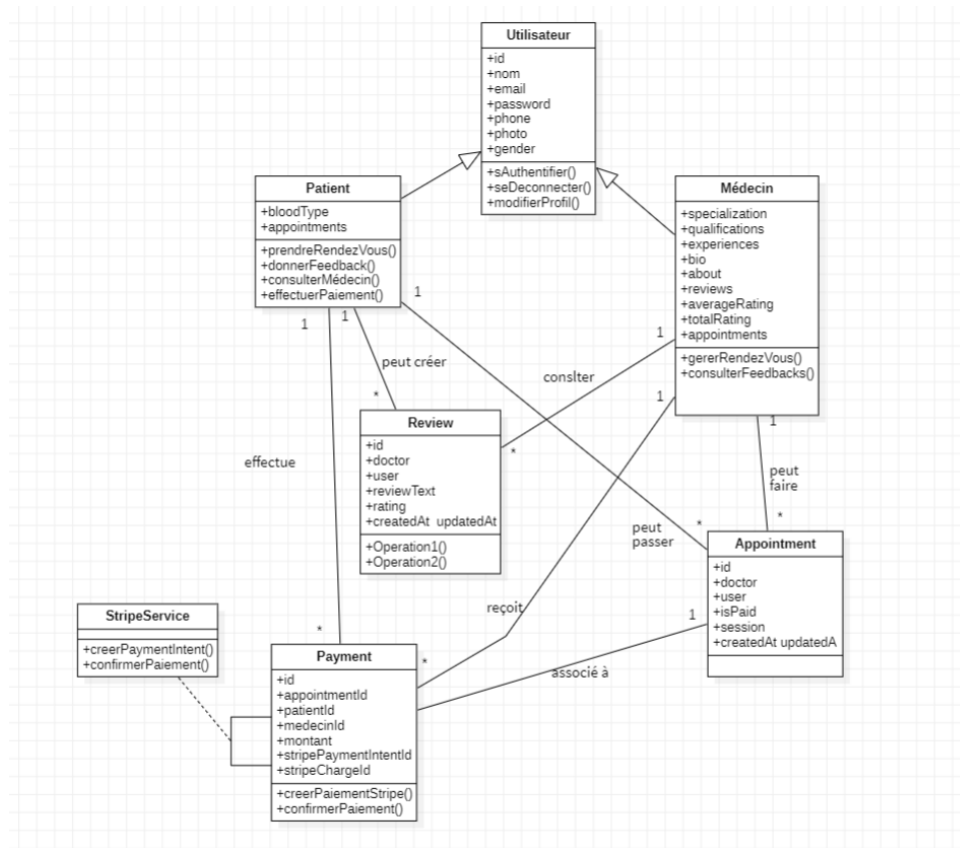 Utilisateur
+id
+nom
+email
+password
+phone
+photo
+gender
+sAuthentifier()
+seDeconnecter()
+modifierProfil()
Patient
+bloodType
+appointments
+prendreRendezVous()
+donnerFeedback()
+consulterMédecin()
+effectuerPaiement()
Médecin
+specialization
+qualifications
+experiences
+bio
+about
+reviews
+averageRating
+totalRating
+appointments
+gererRendezVous()
+consulterFeedbacks()
1
1
1
1
1
1
peut créer
conslter
*
*
effectue
Review
+id
+doctor
+user
+reviewText
+rating
+createdAt updatedAt
+Operation1()
+Operation2()
peut
faire
*
*
peut
passer
Appointment
+id
+doctor
+user
+isPaid
+session
+createdAt updatedA
reçoit
1
associé à
StripeService
+creerPaymentIntent()
+confirmerPaiement()
*
*
Payment
+id
+appointmentId
+patientId
+medecinId
+montant
+stripePaymentIntentId
+stripeChargeId
+creerPaiementStripe()
+confirmerPaiement()